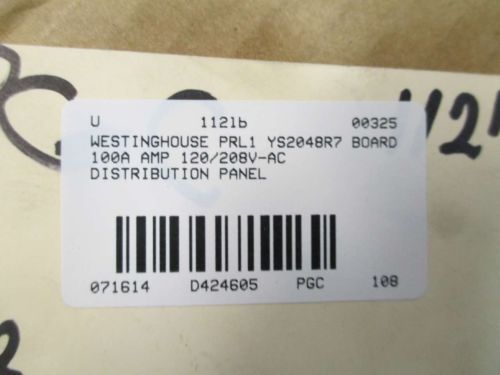 U 1121b 00325
WESTINGHOUSE PRL1 YS2048R7 BOARD
100A AMP 120/208V-AC
DISTRIBUTION PANEL
071614 D424605 PGC 108